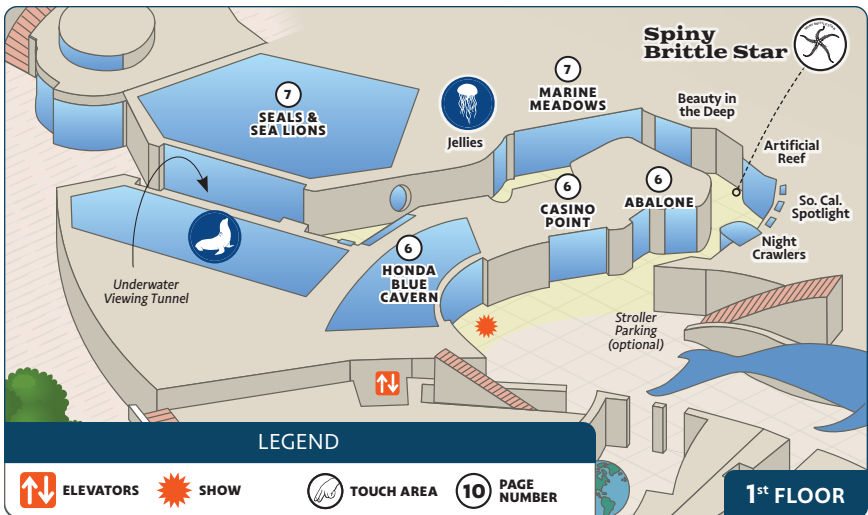 Spiny
Brittle Star
7
SEALS &
SEA LIONS
Jellies
7
MARINE
MEADOWS
Beauty in
the Deep
Artificial
Reef
So. Cal.
Spotlight
Night
Crawlers
6
CASINO
POINT
6
ABALONE
6
HONDA
BLUE
CAVERN
Underwater
Viewing Tunnel
Stroller
Parking
(optional)
LEGEND
ELEVATORS
SHOW
TOUCH AREA
10
PAGE
NUMBER
1st FLOOR